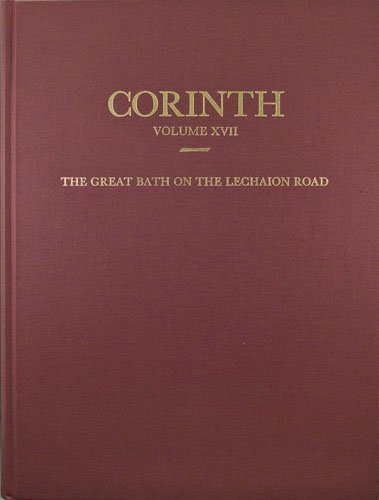 CORINTH
VOLUME XVII
THE GREAT BATH ON THE LECHAION ROAD